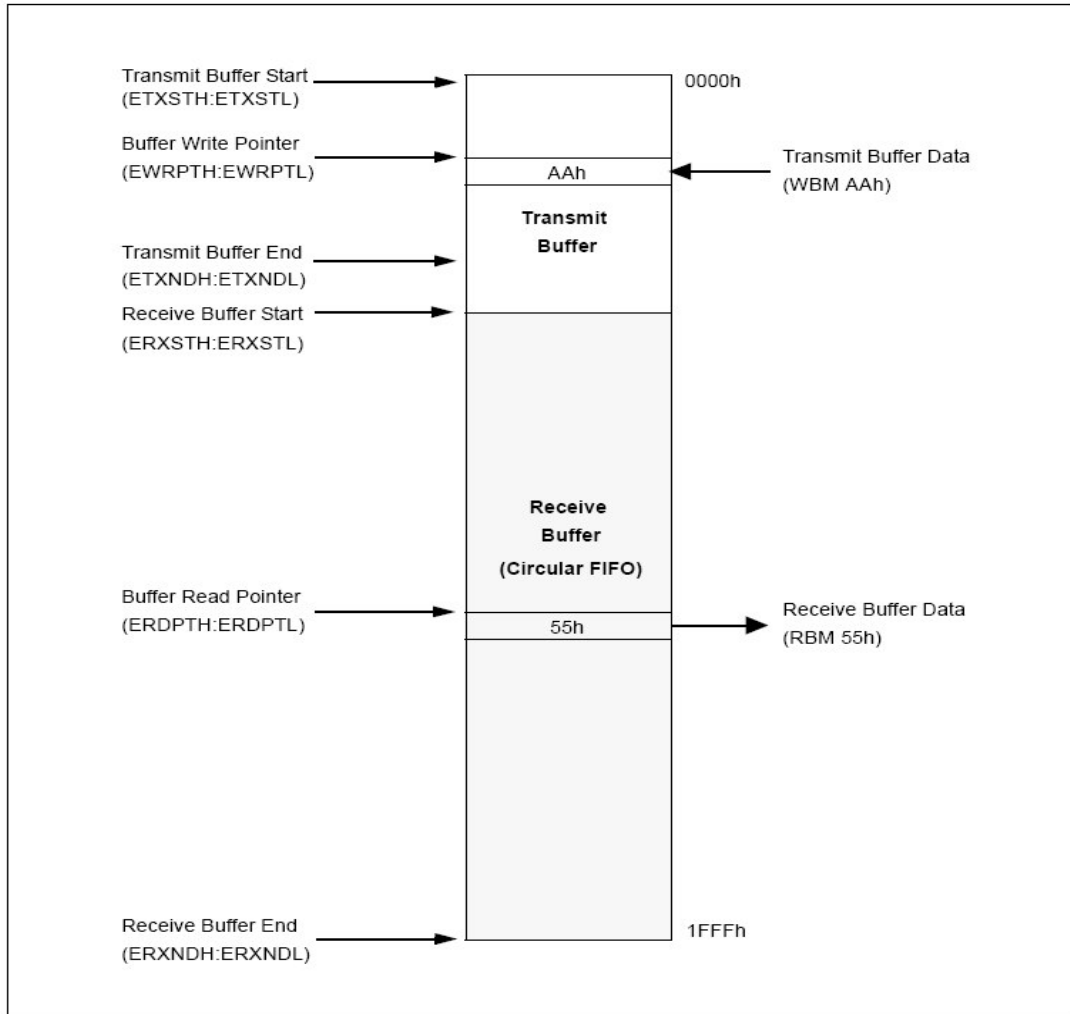 Transmit Buffer Start
(ETXSTH:ETXSTL)
0000h
Buffer Write Pointer
(EWRPTH:EWRPTL)
AAh
Transmit Buffer Data
(WBM AAh)
Transmit
Buffer
Transmit Buffer End
(ETXNDH:ETXNDL)
Receive Buffer Start
(ERXSTH:ERXSTL)
Receive
Buffer
(Circular FIFO)
Buffer Read Pointer
(ERDPTH:ERDPTL)
55h
Receive Buffer Data
(RBM 55h)
Receive Buffer End
(ERXNDH:ERXNDL)
1FFFh